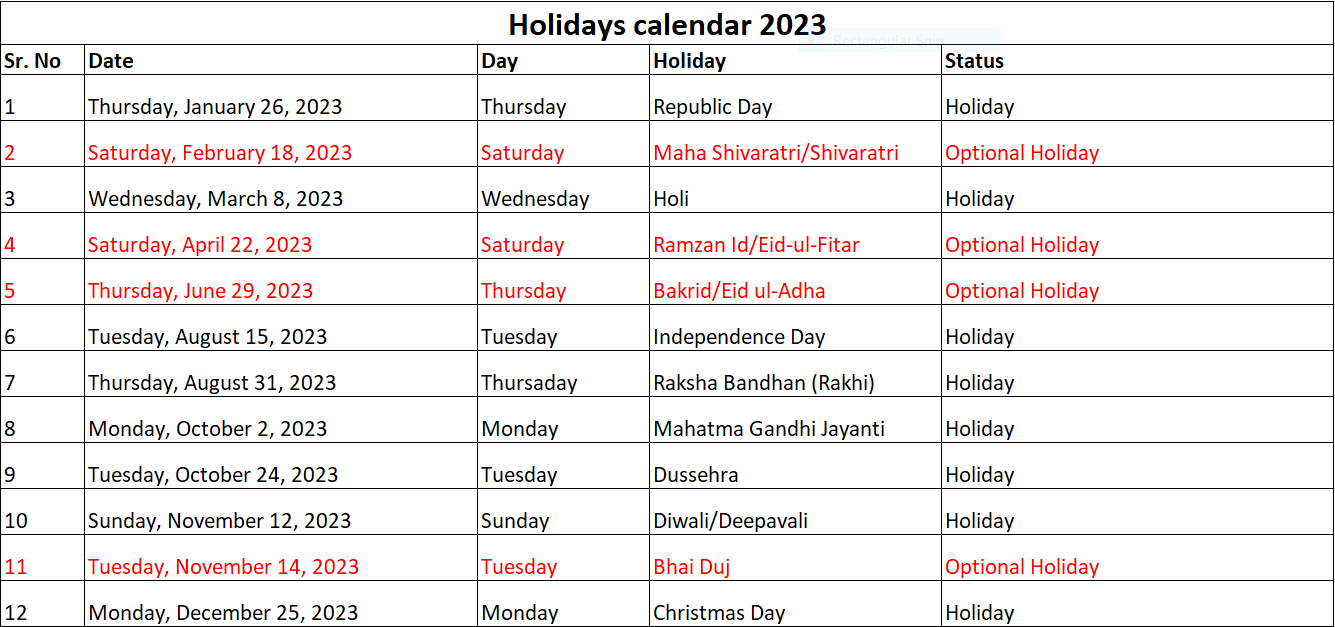 Holidays calendar 2023
Rectangular Snip
Sr. No Date Day Holiday Status
1 Thursday, January 26, 2023 Thursday Republic Day Holiday
2 Saturday, February 18, 2023 Saturday Maha Shivaratri/Shivaratri Optional Holiday
3 Wednesday, March 8, 2023 Wednesday Holi Holiday
4 Saturday, April 22, 2023 Saturday Ramzan Id/Eid-ul-Fitar Optional Holiday
5 Thursday, June 29, 2023 Thursday Bakrid/Eid ul-Adha Optional Holiday
6 Tuesday, August 15, 2023 Tuesday Independence Day Holiday
7 Thursday, August 31, 2023 Thursaday Raksha Bandhan (Rakhi) Holiday
8 Monday, October 2, 2023 Monday Mahatma Gandhi Jayanti Holiday
9 Tuesday, October 24, 2023 Tuesday Dussehra Holiday
10 Sunday, November 12, 2023 Sunday Diwali/Deepavali Holiday
11 Tuesday, November 14, 2023 Tuesday Bhai Duj Optional Holiday
12 Monday, December 25, 2023 Monday Christmas Day Holiday